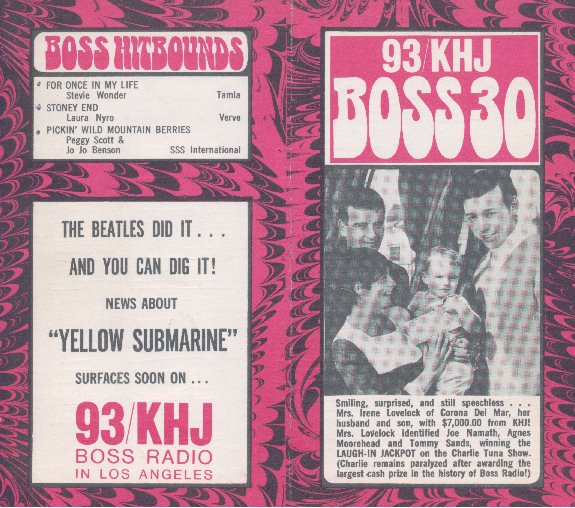 BOSS HITBOUNDS
FOR ONCE IN MY LIFE
Stevie Wonder Tamla
STONEY END
Laura Nyro Verve
PICKIN' WILD MOUNTAIN BERRIES
Peggy Scott &
Jo Jo Benson SSS International
THE BEATLES DID IT . . .
AND YOU CAN DIG IT!
NEWS ABOUT
"YELLOW SUBMARINE"
SURFACES SOON ON . . .
93/KHJ
BOSS RADIO
IN LOS ANGELES
93/KHJ
BOSS 30
Smiling, surprised, and still speechless . . .
Mrs. Irene Lovelock of Corona Del Mar, her
husband and son, with $7,000.00 from KHJ!
Mrs. Lovelock Identified Joe Namath, Agnes
Moorehead and Tommy Sands, winning the
LAUGH-IN JACKPOT on the Charlie Tuna Show.
(Charlie remains paralyzed after awarding the
largest cash prize in the history of Boss Radio!)